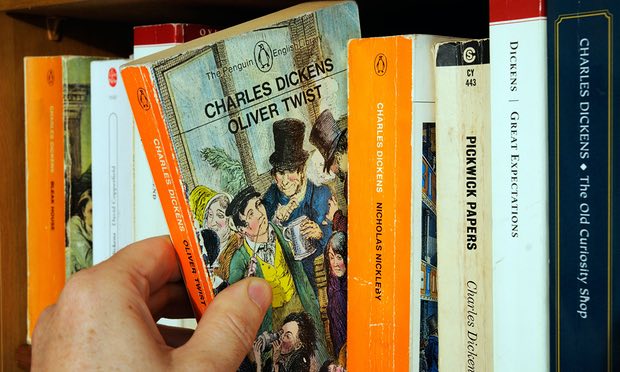 CHARLES DICKENS
BLEAK HOUSE
The Penguin English Library
CHARLES DICKENS
OLIVER TWIST
CHARLES DICKENS
OLIVER TWIST
CHARLES DICKENS
NICHOLAS NICKLEBY
CY
443
PICKWICK PAPERS
Charles Dickens
DICKENS | GREAT EXPECTATIONS
CHARLES DICKENS ◆ The Old Curiosity Shop